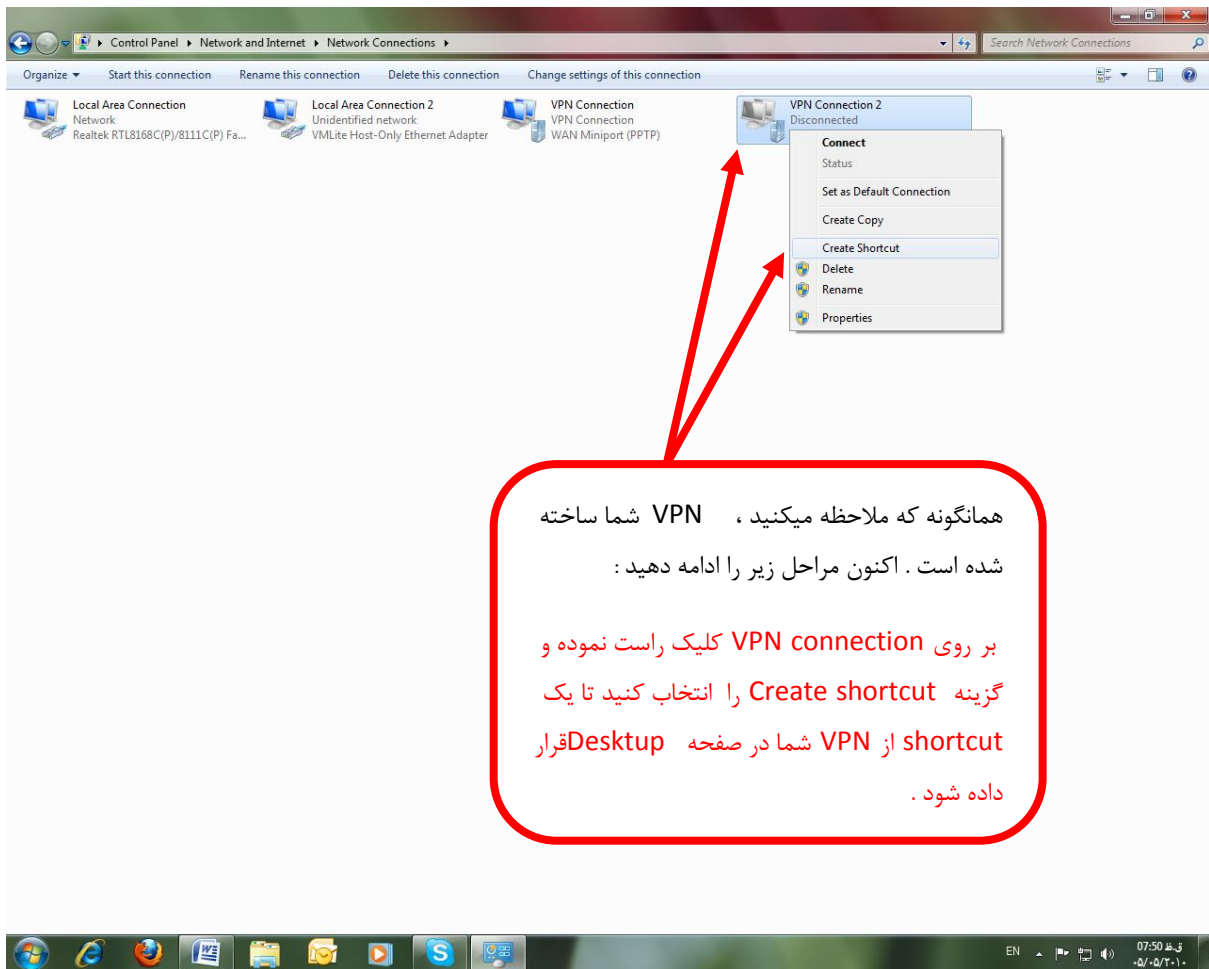 Control Panel ▸ Network and Internet ▸ Network Connections ▸
Search Network Connections
Organize ▾ Start this connection Rename this connection Delete this connection Change settings of this connection
Local Area Connection
Network
Realtek RTL8168C(P)/8111C(P) Fa...
Local Area Connection 2
Unidentified network
VMLite Host-Only Ethernet Adapter
VPN Connection
VPN Connection
WAN Miniport (PPTP)
VPN Connection 2
Disconnected
Connect
Status
Set as Default Connection
Create Copy
Create Shortcut
Delete
Rename
Properties
همانگونه که ملاحظه میکنید ، VPN شما ساخته
شده است . اکنون مراحل زیر را ادامه دهید :
بر روی VPN connection کلیک راست نموده و
گزینه Create shortcut را انتخاب کنید تا یک
shortcut از VPN شما در صفحه Desktupقرار
داده شود .
EN
07:50 ق.ظ
۰۵/۰۵/۲۰۱۰